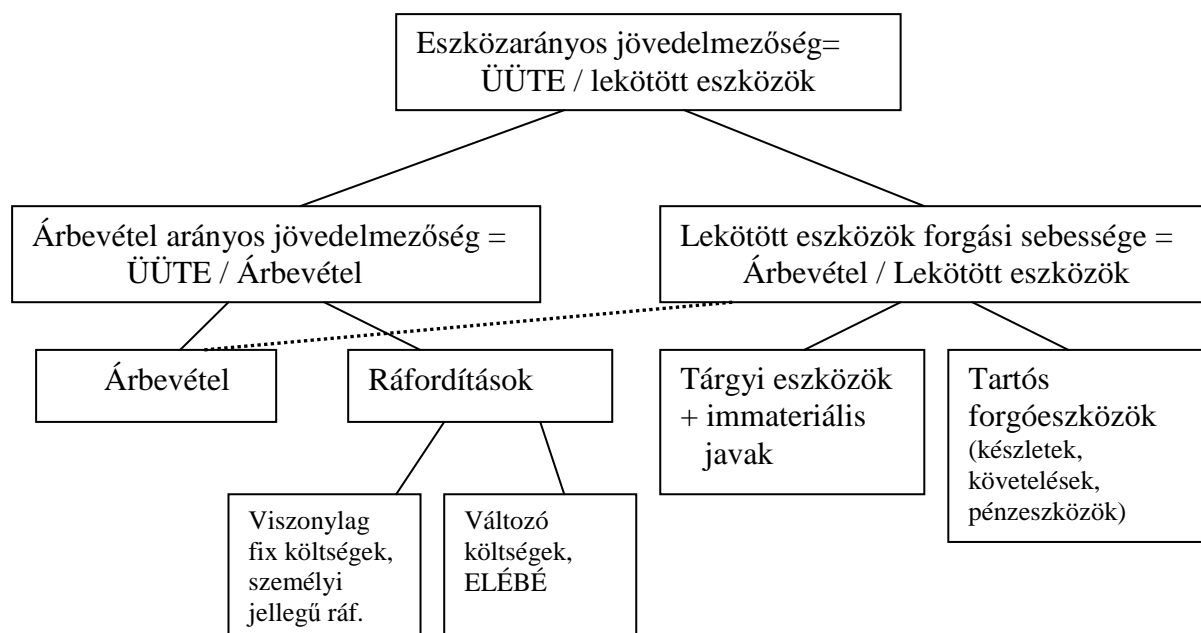 Eszközarányos jövedelmezőség=
ÜÜTE / lekötött eszközök
Árbevétel arányos jövedelmezőség =
ÜÜTE / Árbevétel
Lekötött eszközök forgási sebessége =
Árbevétel / Lekötött eszközök
Árbevétel
Ráfordítások
Tárgyi eszközök
+ immateriális
javak
Tartós
forgóeszközök
(készletek,
követelések,
pénzeszközök)
Viszonylag
fix költségek,
személyi
jellegű ráf.
Változó
költségek,
ELÉBÉ